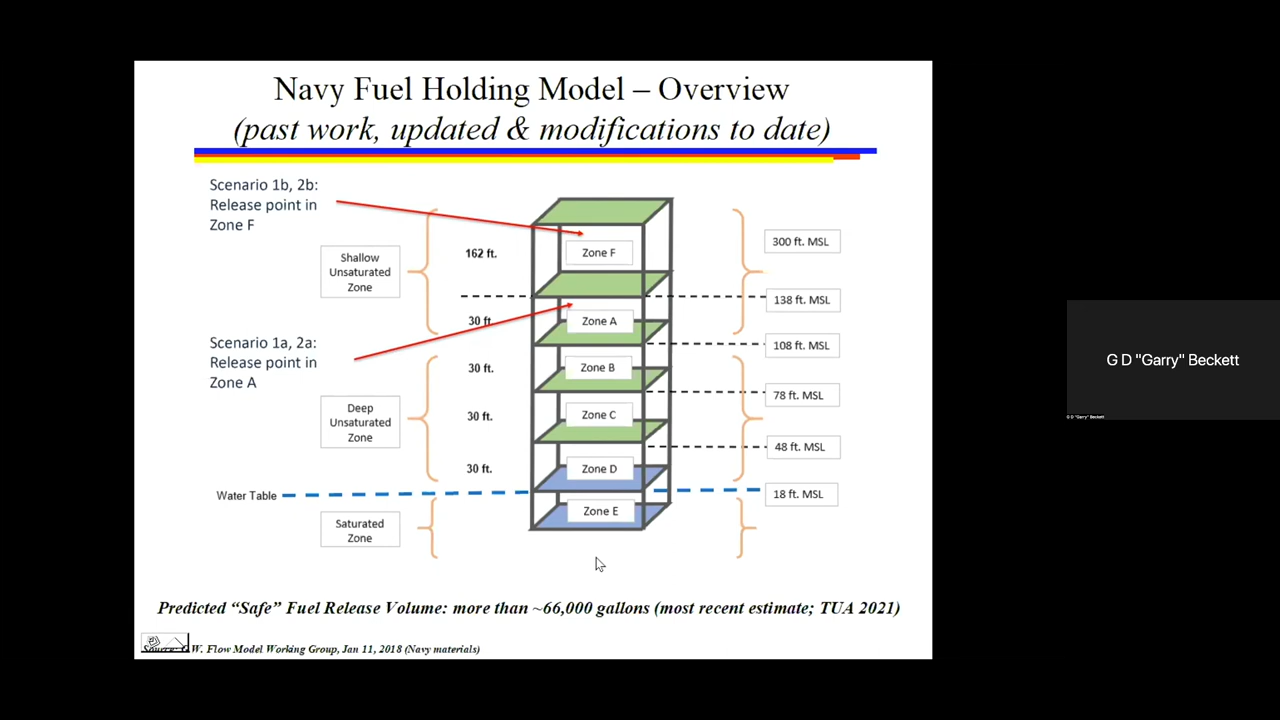 Navy Fuel Holding Model – Overview
(past work, updated & modifications to date)
Scenario 1b, 2b:
Release point in
Zone F
Shallow
Unsaturated
Zone
162 ft.
Zone F
300 ft. MSL
138 ft. MSL
30 ft.
Zone A
Scenario 1a, 2a:
Release point in
Zone A
108 ft. MSL
30 ft.
Zone B
78 ft. MSL
Deep
Unsaturated
Zone
30 ft.
Zone C
48 ft. MSL
30 ft.
Zone D
Water Table
18 ft. MSL
Saturated
Zone
Zone E
Predicted “Safe” Fuel Release Volume: more than ~66,000 gallons (most recent estimate; TUA 2021)
W. Flow Model Working Group, Jan 11, 2018 (Navy materials)
G D "Garry" Beckett
G D "Garry" Beckett